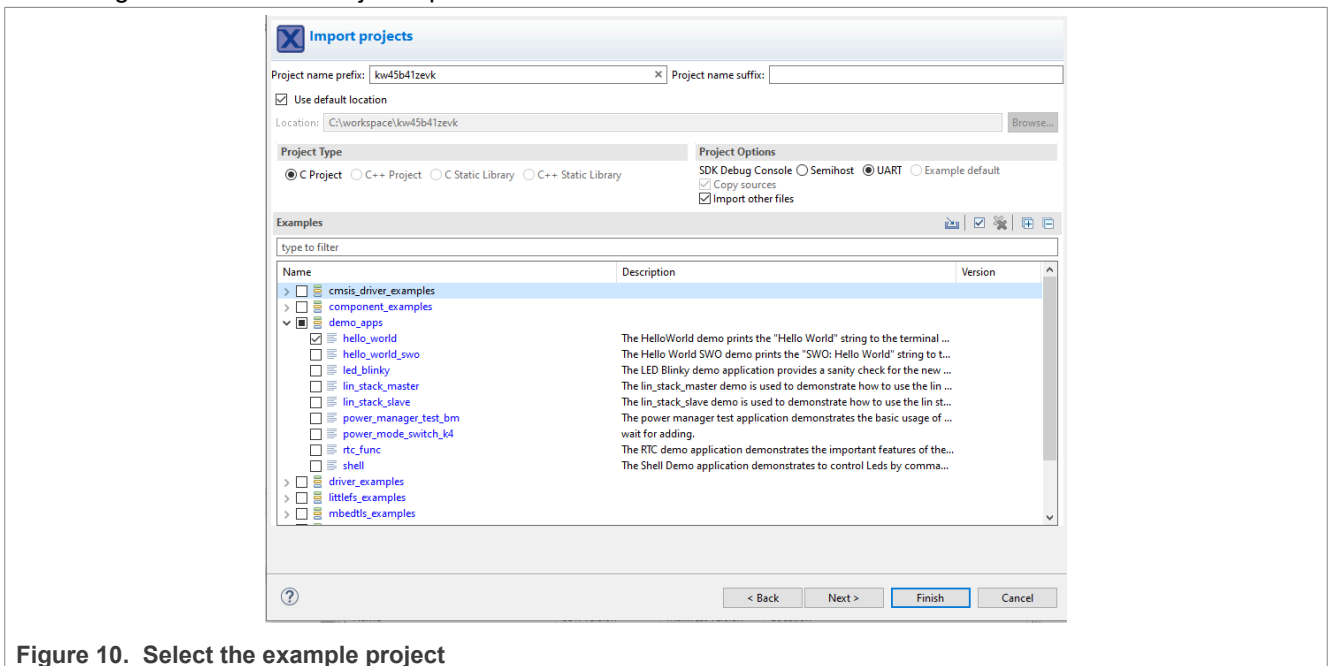 Import projects
Project name prefix: kw45b41zevk × Project name suffix:
Use default location
Location: C:\workspace\kw45b41zevk Browse...
Project Type Project Options
C Project C++ Project C Static Library C++ Static Library SDK Debug Console Semihost UART Example default
Copy sources
Import other files
Examples
type to filter
Name Description Version
cmsis_driver_examples
component_examples
demo_apps
hello_world The HelloWorld demo prints the "Hello World" string to the terminal ...
hello_world_swo The Hello World SWO demo prints the "SWO: Hello World" string to t...
led_blinky The LED Blinky demo application provides a sanity check for the new ...
lin_stack_master The lin_stack_master demo is used to demonstrate how to use the lin ...
lin_stack_slave The lin_stack_slave demo is used to demonstrate how to use the lin st...
power_manager_test_bm The power manager test application demonstrates the basic usage of ...
power_mode_switch_k4 wait for adding.
rtc_func The RTC demo application demonstrates the important features of the...
shell The Shell Demo application demonstrates to control Leds by comma...
driver_examples
littlefs_examples
mbedtls_examples
? < Back Next > Finish Cancel
Figure 10. Select the example project